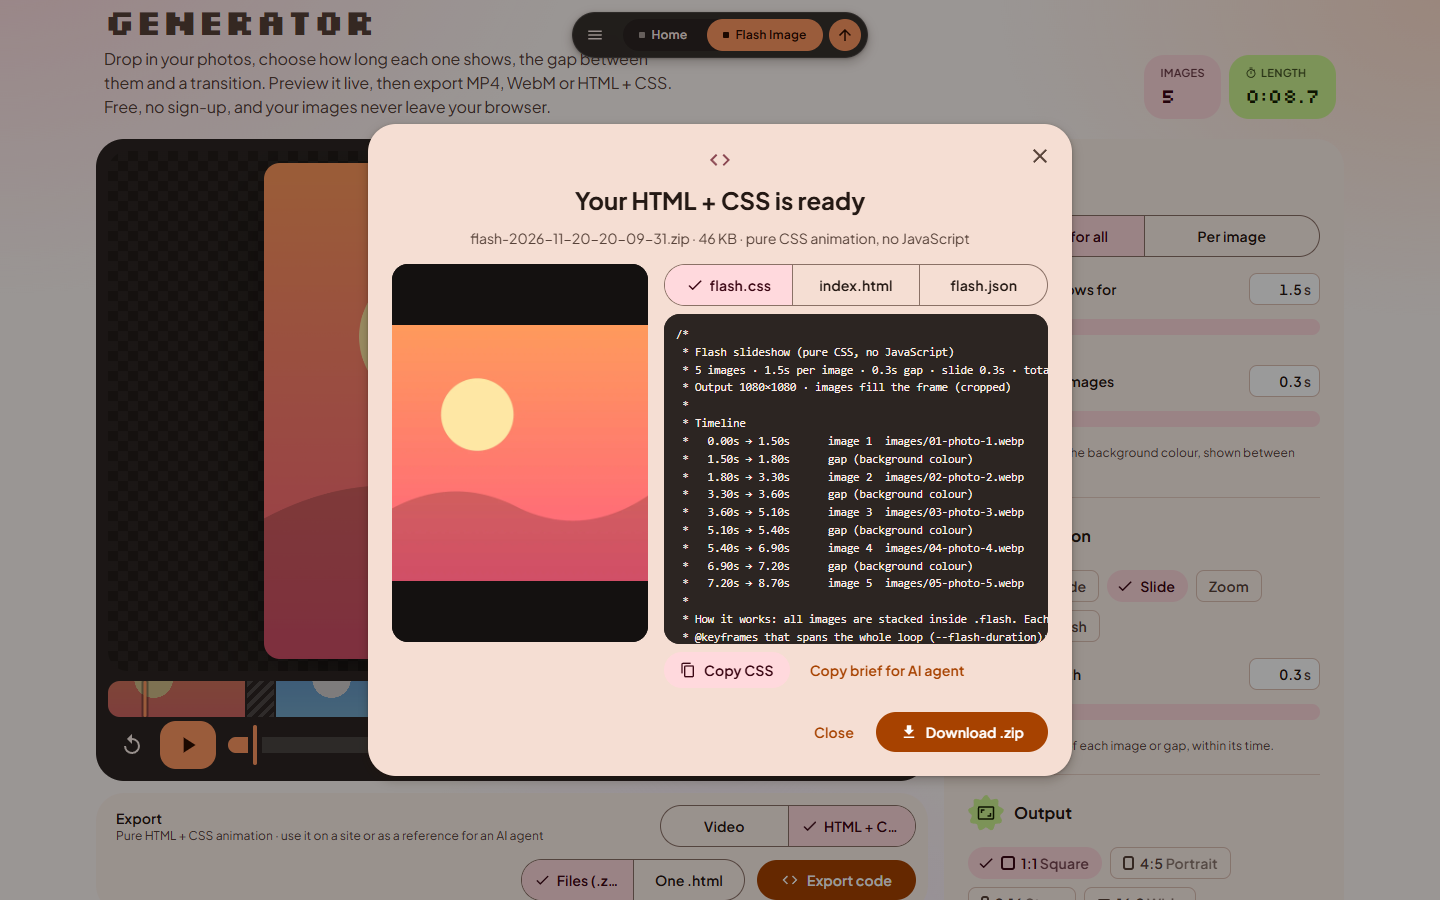 GENERATOR
Drop in your photos, choose how long each one shows, the gap between
them and a transition. Preview it live, then export MP4, WebM or HTML + CSS.
Free, no sign-up, and your images never leave your browser.
Home
Flash Image
IMAGES
5
LENGTH
0:08.7
Your HTML + CSS is ready
flash-2026-11-20-20-09-31.zip · 46 KB · pure CSS animation, no JavaScript
flash.css
index.html
flash.json
/*
* Flash slideshow (pure CSS, no JavaScript)
* 5 images · 1.5s per image · 0.3s gap · slide 0.3s · tota
* Output 1080×1080 · images fill the frame (cropped)
*
* Timeline
* 0.00s → 1.50s image 1 images/01-photo-1.webp
* 1.50s → 1.80s gap (background colour)
* 1.80s → 3.30s image 2 images/02-photo-2.webp
* 3.30s → 3.60s gap (background colour)
* 3.60s → 5.10s image 3 images/03-photo-3.webp
* 5.10s → 5.40s gap (background colour)
* 5.40s → 6.90s image 4 images/04-photo-4.webp
* 6.90s → 7.20s gap (background colour)
* 7.20s → 8.70s image 5 images/05-photo-5.webp
*
* How it works: all images are stacked inside .flash. Each
* @keyframes that spans the whole loop (--flash-duration)
Copy CSS
Copy brief for AI agent
Close
Download .zip
for all
Per image
ows for
1.5 s
mages
0.3 s
he background colour, shown between
on
de
Slide
Zoom
sh
h
0.3 s
f each image or gap, within its time.
Output
1:1 Square
4:5 Portrait
Export
Pure HTML + CSS animation · use it on a site or as a reference for an AI agent
Video
HTML + C...
Files (.z...
One .html
Export code